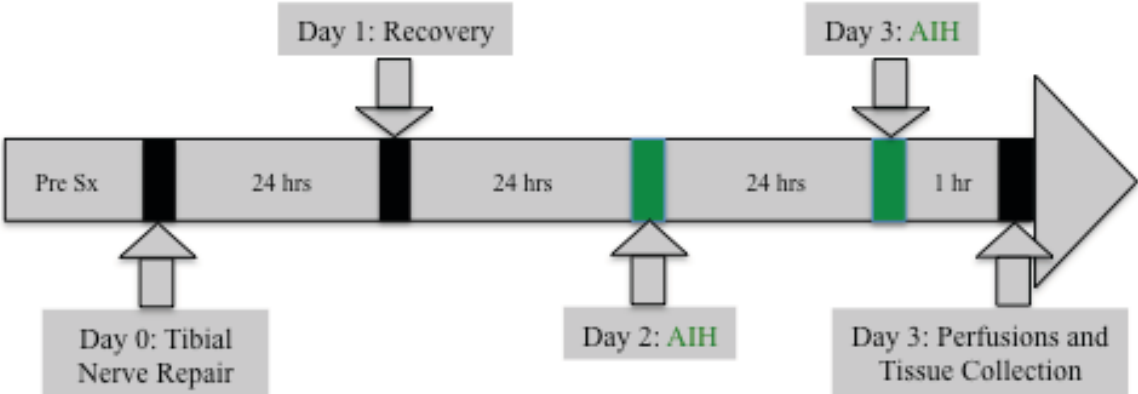 Day 1: Recovery
Day 3: AIH
Pre Sx
24 hrs
24 hrs
24 hrs
1 hr
Day 0: Tibial
Nerve Repair
Day 2: AIH
Day 3: Perfusions and
Tissue Collection